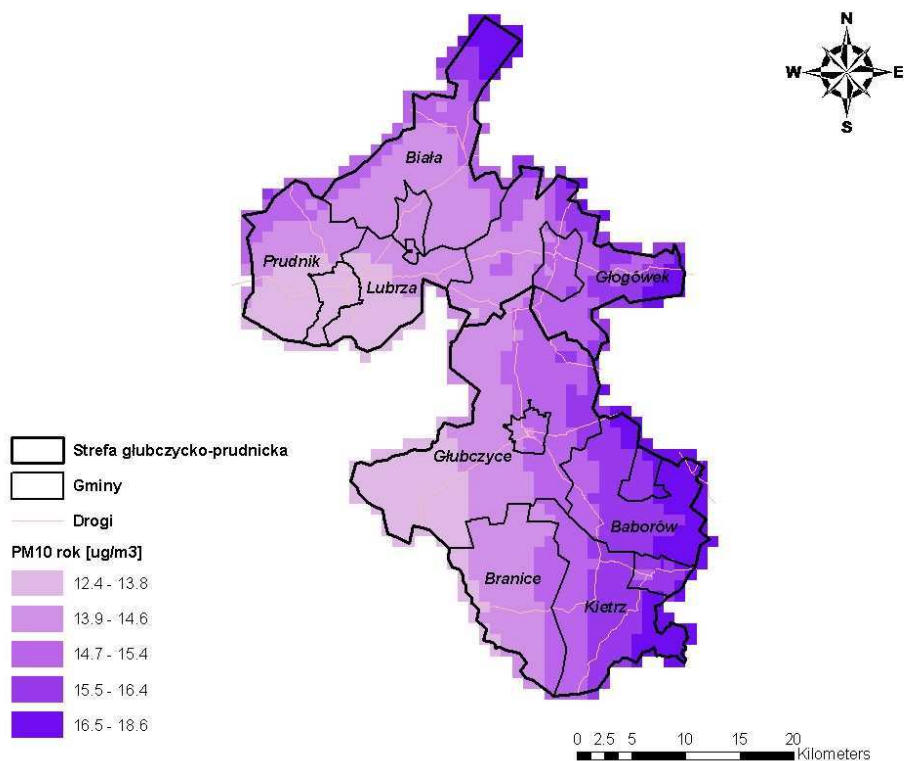 N
W E
S
Biała
Prudnik
Lubrza
Głogówek
Głubczyce
Baborów
Branice
Kietrz
Strefa głubczycko-prudnicka
Gminy
Drogi
PM10 rok [ug/m3]
12.4 - 13.8
13.9 - 14.6
14.7 - 15.4
15.5 - 16.4
16.5 - 18.6
0 2.5 5 10 15 20
Kilometers